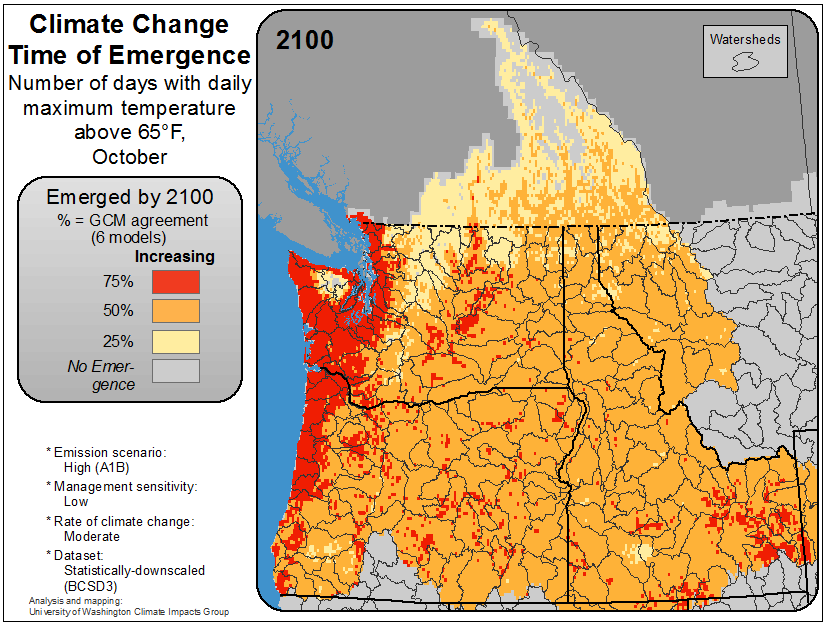 Climate Change
Time of Emergence
Number of days with daily
maximum temperature
above 65°F,
October
Emerged by 2100
% = GCM agreement
(6 models)
Increasing
75%
50%
25%
No Emer-
gence
* Emission scenario:
High (A1B)
* Management sensitivity:
Low
* Rate of climate change:
Moderate
* Dataset:
Statistically-downscaled
(BCSD3)
Analysis and mapping:
University of Washington Climate Impacts Group
2100
Watersheds